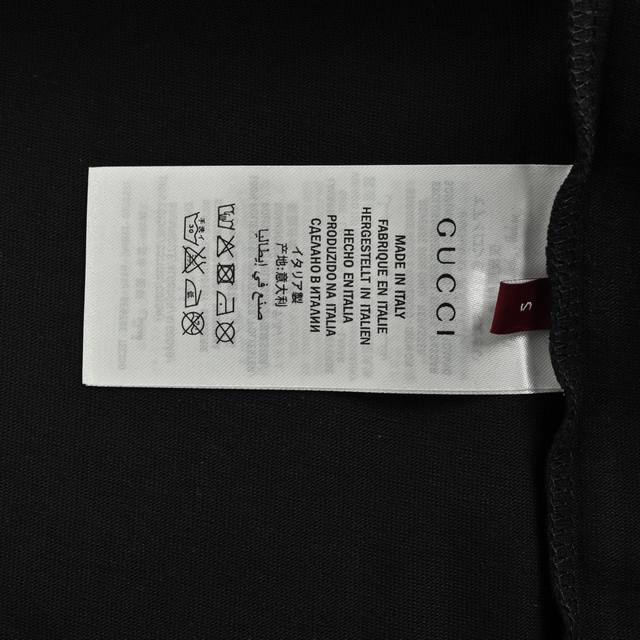 GUCCI
MADE IN ITALY
FABRIQUE EN ITALIE
HERGESTELLT IN ITALIEN
HECHO EN ITALIA
PRODUZIDO NA ITALIA
СДЕЛАНО В ИТАЛИИ
イタリア製
产地:意大利
صنع في إيطاليا
S